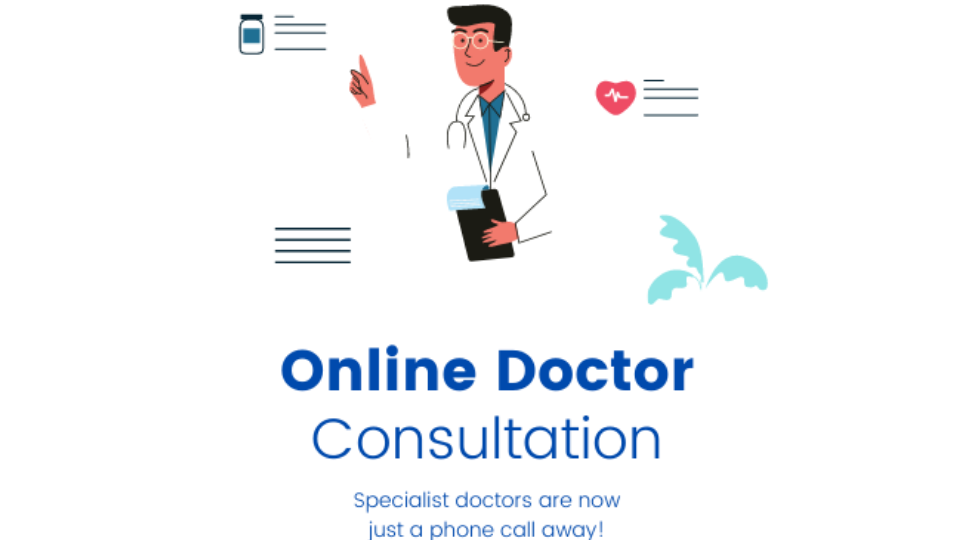 Online Doctor
Consultation
Specialist doctors are now
just a phone call away!